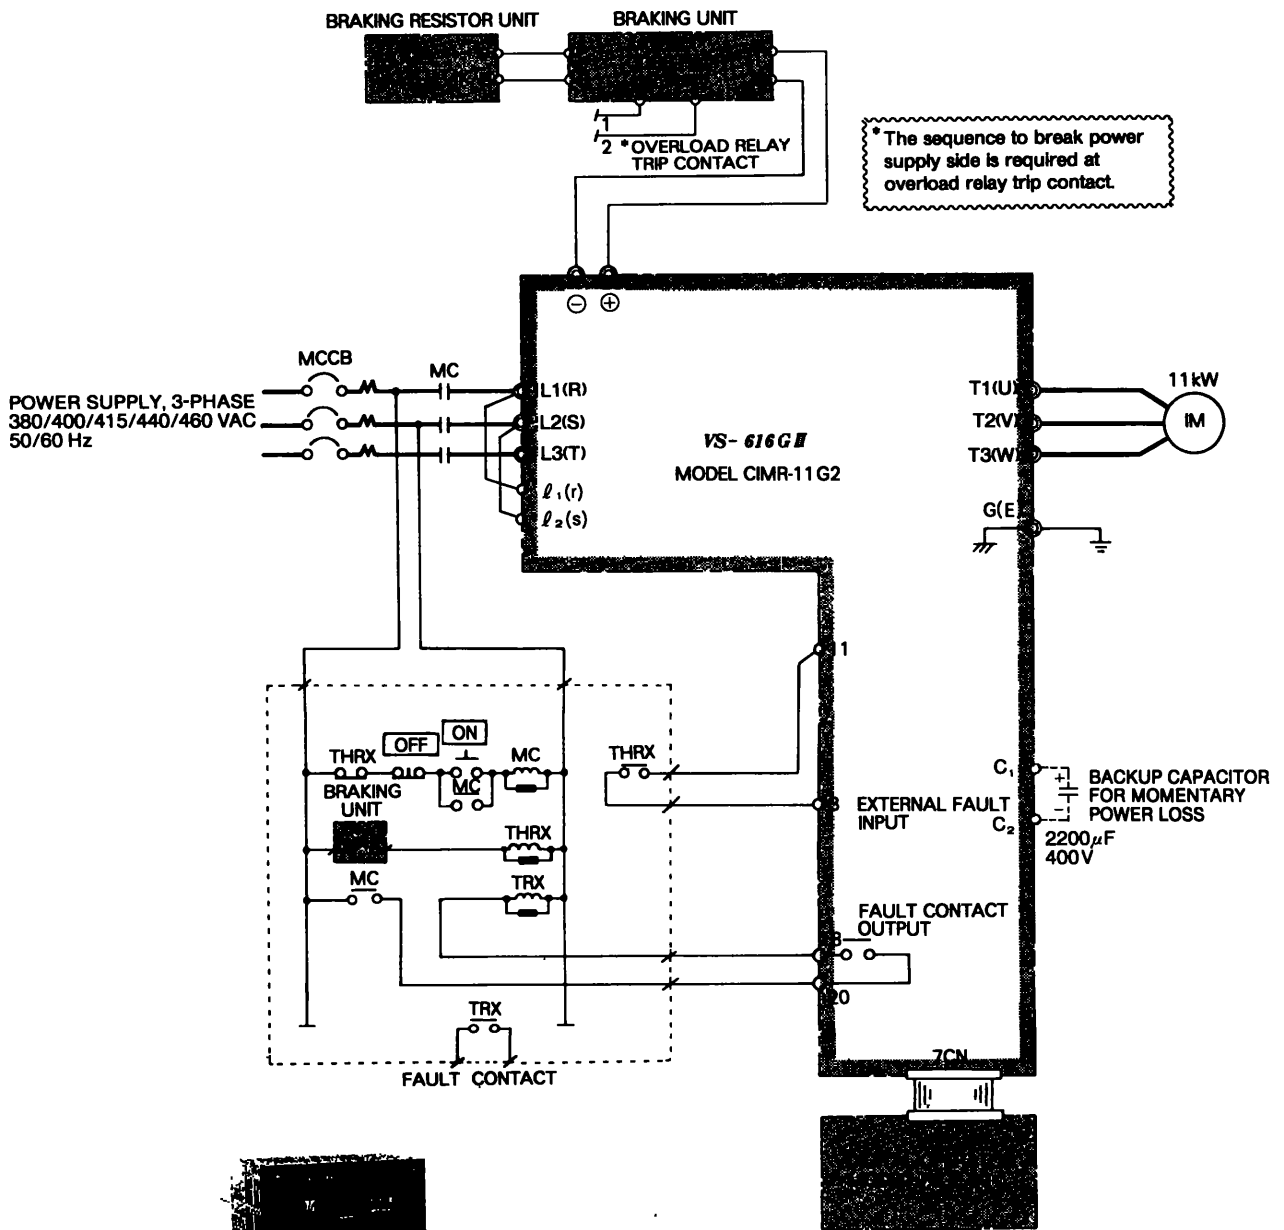 BRAKING RESISTOR UNIT
BRAKING UNIT
1
2 *OVERLOAD RELAY
TRIP CONTACT
* The sequence to break power
supply side is required at
overload relay trip contact.
− +
MCCB
MC
POWER SUPPLY, 3-PHASE
380/400/415/440/460 VAC
50/60 Hz
L1(R)
L2(S)
L3(T)
ℓ₁(r)
ℓ₂(s)
VS-616GⅡ
MODEL CIMR-11G2
T1(U)
T2(V)
T3(W)
G(E
11kW
IM
11
THRX
OFF
ON
MC
MC
BRAKING
UNIT
THRX
MC
TRX
THRX
EXTERNAL FAULT
INPUT
C₁
C₂
+
−
BACKUP CAPACITOR
FOR MOMENTARY
POWER LOSS
2200μF
400V
FAULT CONTACT
OUTPUT
20
TRX
FAULT CONTACT
7CN